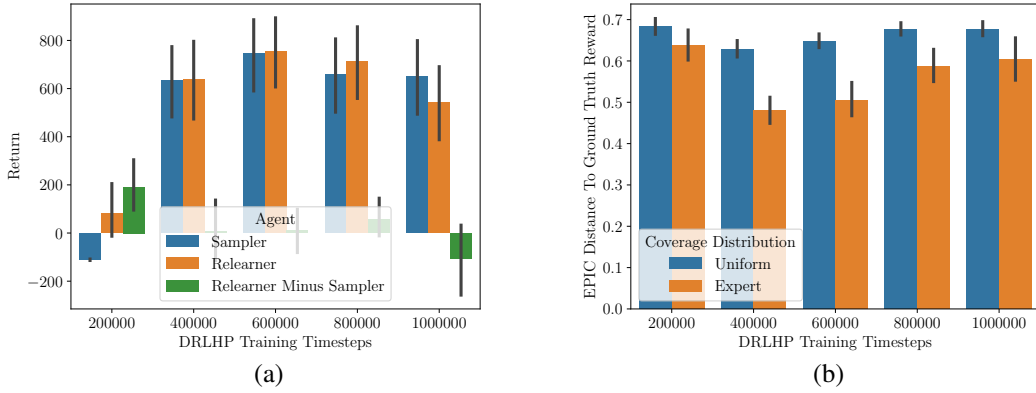 800
600
400
200
0
−200
Return
Agent
Sampler
Relearner
Relearner Minus Sampler
200000 400000 600000 800000 1000000
DRLHP Training Timesteps
(a)
0.7
0.6
0.5
0.4
0.3
0.2
0.1
0.0
EPIC Distance To Ground Truth Reward
Coverage Distribution
Uniform
Expert
200000 400000 600000 800000 1000000
DRLHP Training Timesteps
(b)